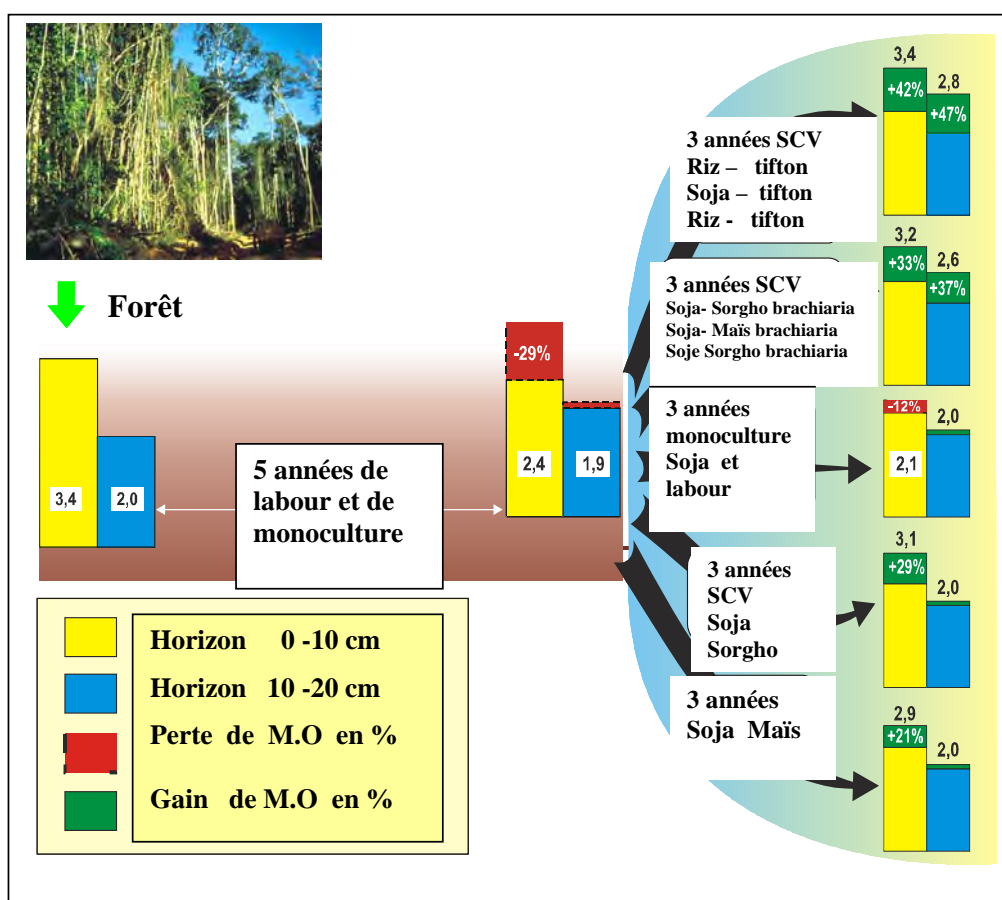 Forêt
3,4
2,0
5 années de
labour et de
monoculture
-29%
2,4
1,9
3 années SCV
Riz – tifton
Soja – tifton
Riz - tifton
3,4
+42%
2,8
+47%
3 années SCV
Soja- Sorgho brachiaria
Soja- Maïs brachiaria
Soje Sorgho brachiaria
3,2
+33%
2,6
+37%
3 années
monoculture
Soja et
labour
-12%
2,1
2,0
3 années
SCV
Soja
Sorgho
3,1
+29%
2,0
3 années
Soja Maïs
2,9
+21%
2,0
Horizon 0 -10 cm
Horizon 10 -20 cm
Perte de M.O en %
Gain de M.O en %